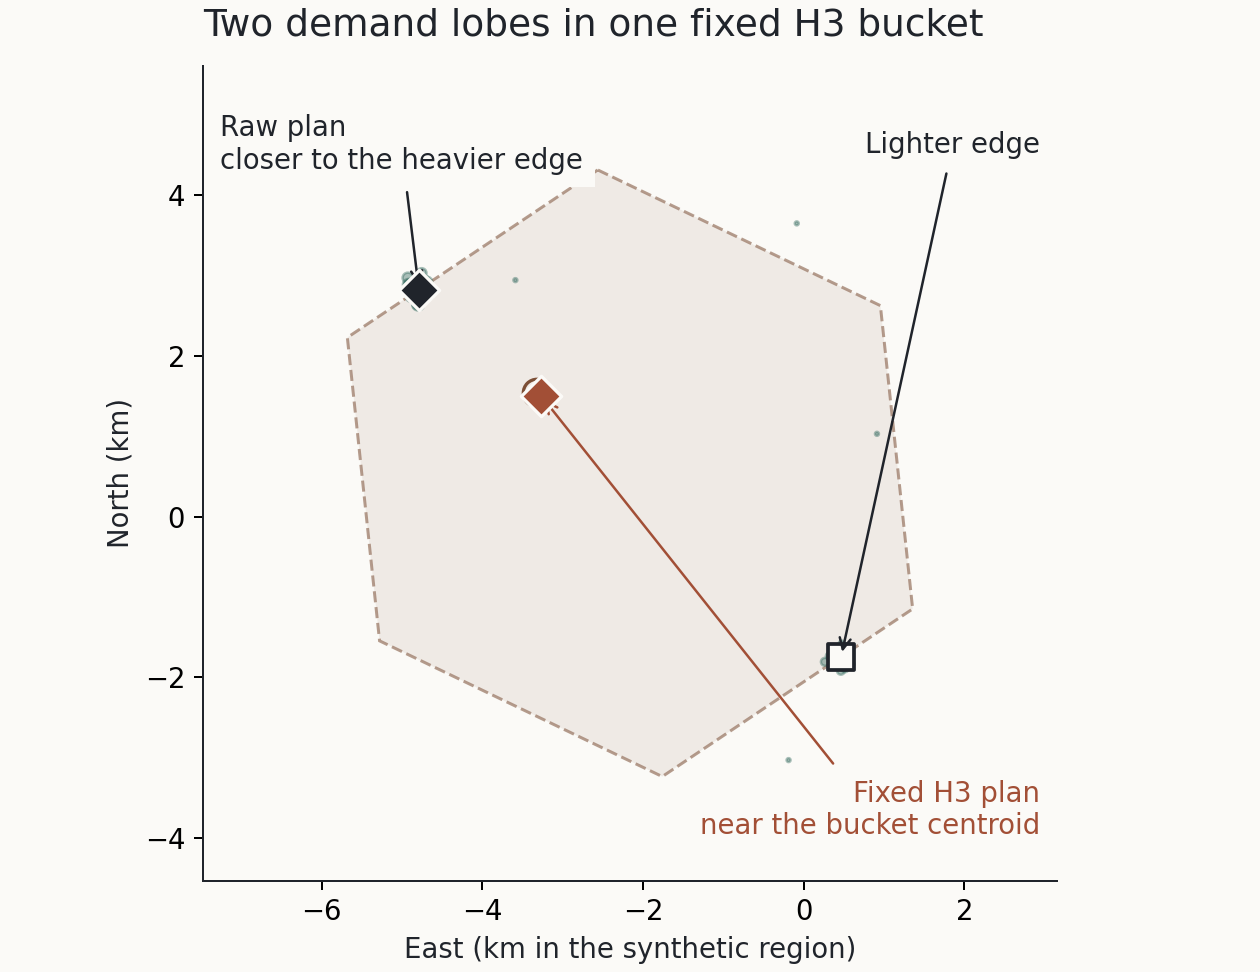 Two demand lobes in one fixed H3 bucket
Raw plan
closer to the heavier edge
Lighter edge
4
2
0
−2
−4
North (km)
Fixed H3 plan
near the bucket centroid
−6
−4
−2
0
2
East (km in the synthetic region)